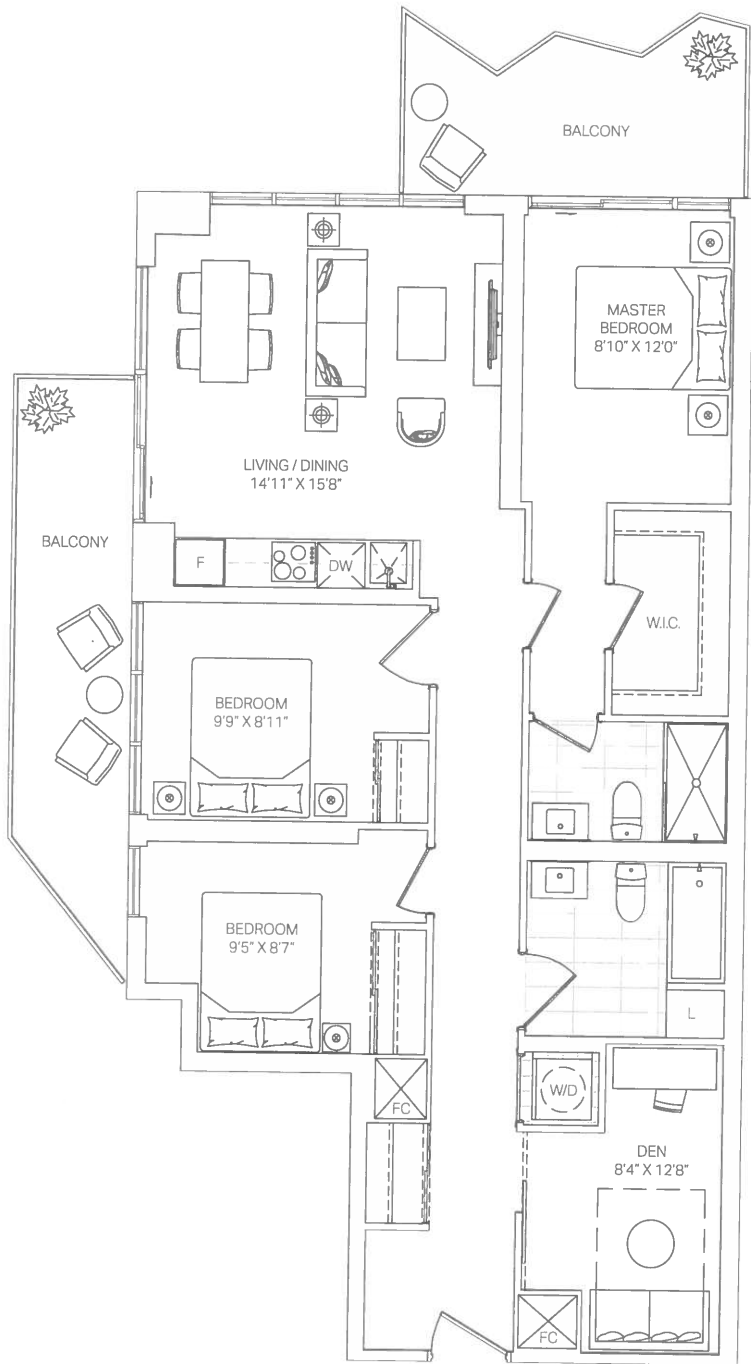 BALCONY
MASTER
BEDROOM
8'10" X 12'0"
LIVING / DINING
14'11" X 15'8"
BALCONY
F
DW
W.I.C.
BEDROOM
9'9" X 8'11"
BEDROOM
9'5" X 8'7"
L
W/D
FC
DEN
8'4" X 12'8"
FC